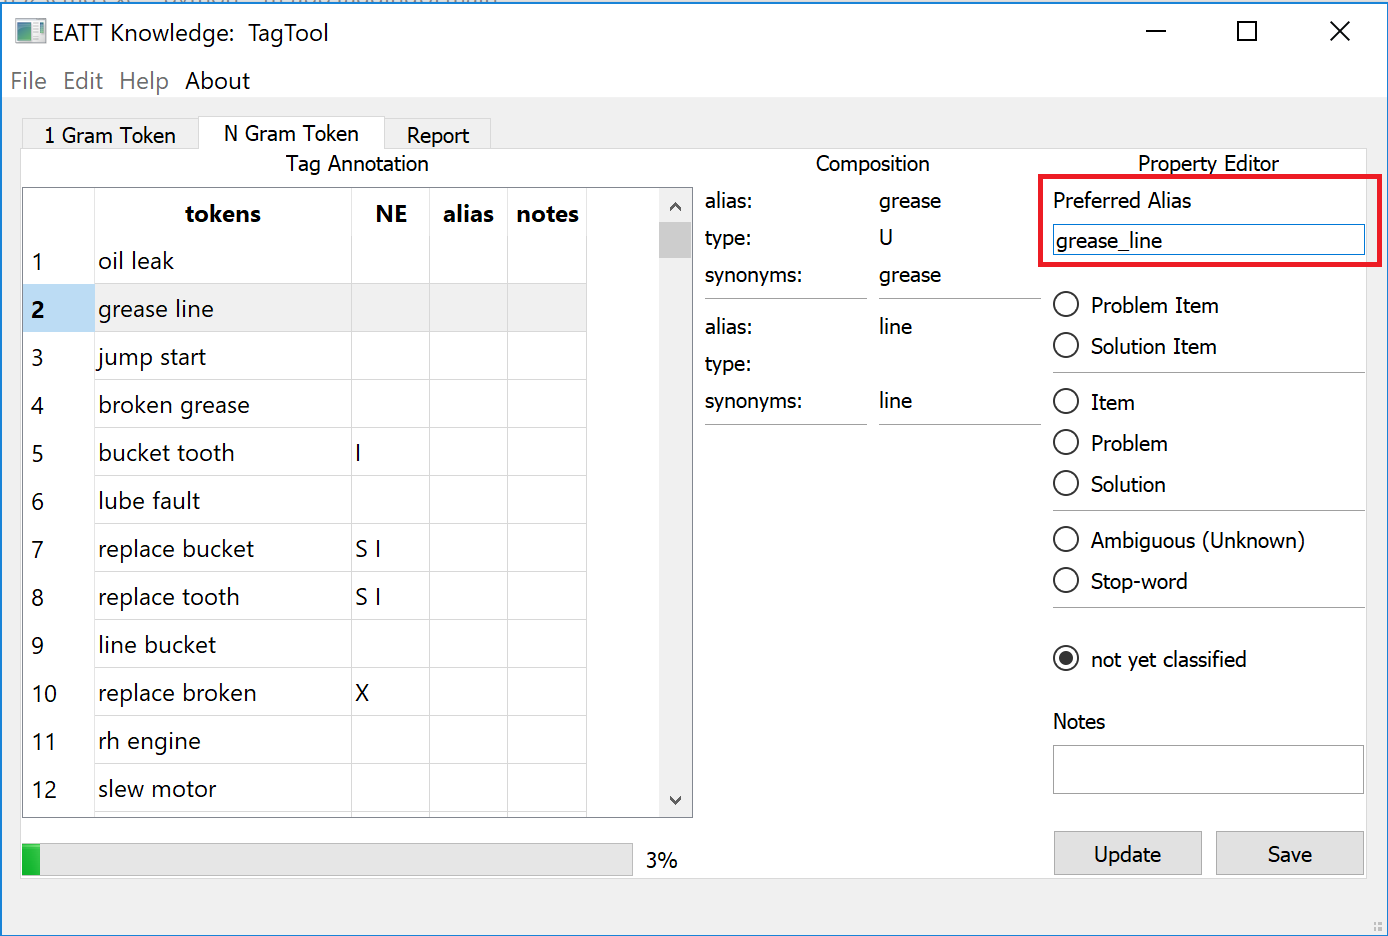 EATT Knowledge: TagTool
File Edit Help About
1 Gram Token N Gram Token Report
Tag Annotation
tokens NE alias notes
1 oil leak
2 grease line
3 jump start
4 broken grease
5 bucket tooth I
6 lube fault
7 replace bucket S I
8 replace tooth S I
9 line bucket
10 replace broken X
11 rh engine
12 slew motor
3%
Composition
alias: grease
type: U
synonyms: grease
alias: line
type:
synonyms: line
Property Editor
Preferred Alias
grease_line
Problem Item
Solution Item
Item
Problem
Solution
Ambiguous (Unknown)
Stop-word
not yet classified
Notes
Update Save